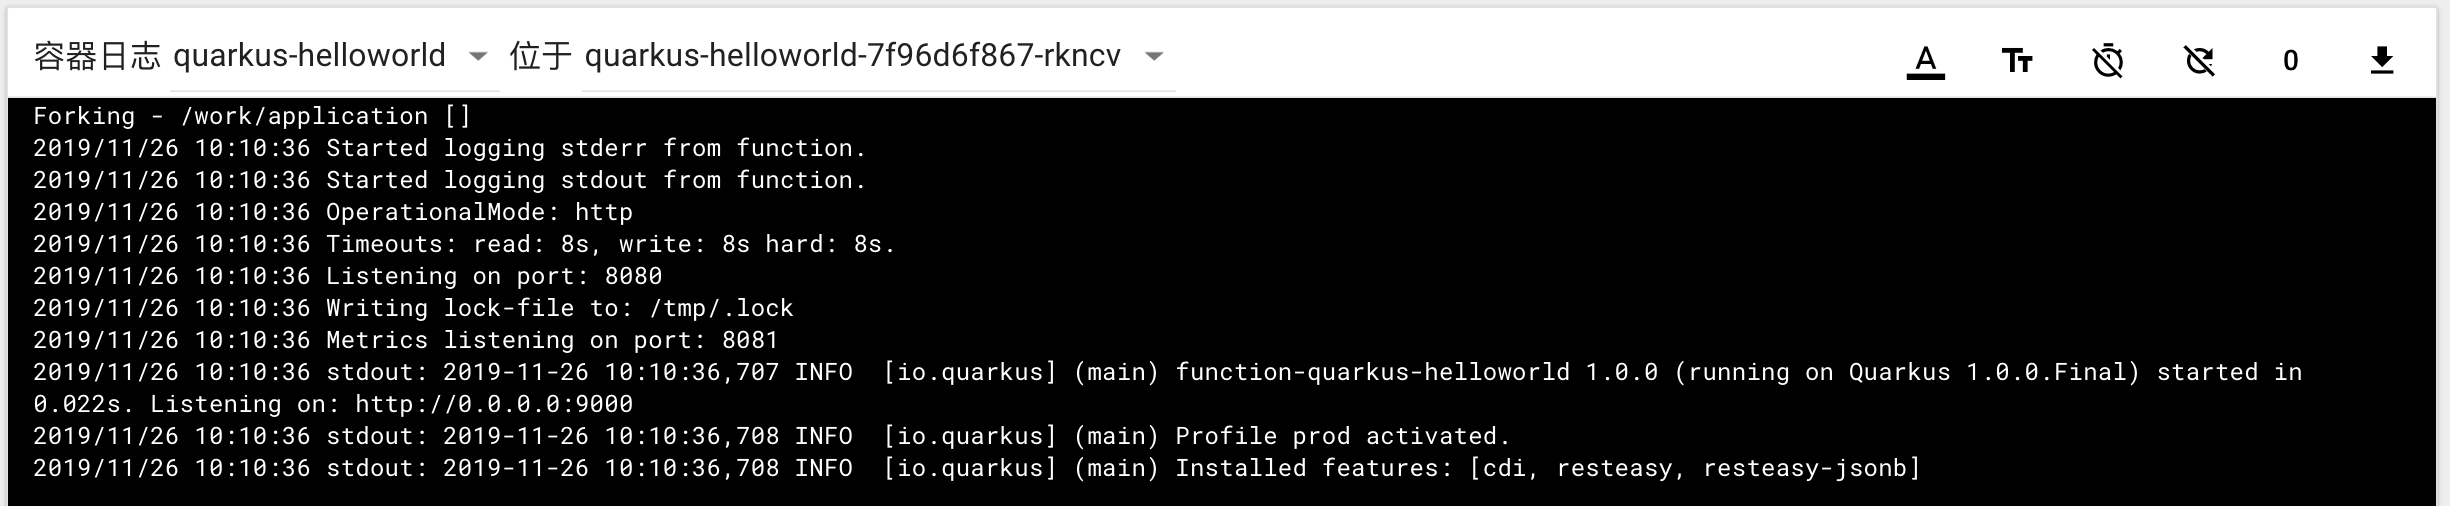 容器日志 quarkus-helloworld 位于 quarkus-helloworld-7f96d6f867-rkncv A Tт 0
Forking - /work/application []
2019/11/26 10:10:36 Started logging stderr from function.
2019/11/26 10:10:36 Started logging stdout from function.
2019/11/26 10:10:36 OperationalMode: http
2019/11/26 10:10:36 Timeouts: read: 8s, write: 8s hard: 8s.
2019/11/26 10:10:36 Listening on port: 8080
2019/11/26 10:10:36 Writing lock-file to: /tmp/.lock
2019/11/26 10:10:36 Metrics listening on port: 8081
2019/11/26 10:10:36 stdout: 2019-11-26 10:10:36,707 INFO  [io.quarkus] (main) function-quarkus-helloworld 1.0.0 (running on Quarkus 1.0.0.Final) started in
0.022s. Listening on: http://0.0.0.0:9000
2019/11/26 10:10:36 stdout: 2019-11-26 10:10:36,708 INFO  [io.quarkus] (main) Profile prod activated.
2019/11/26 10:10:36 stdout: 2019-11-26 10:10:36,708 INFO  [io.quarkus] (main) Installed features: [cdi, resteasy, resteasy-jsonb]